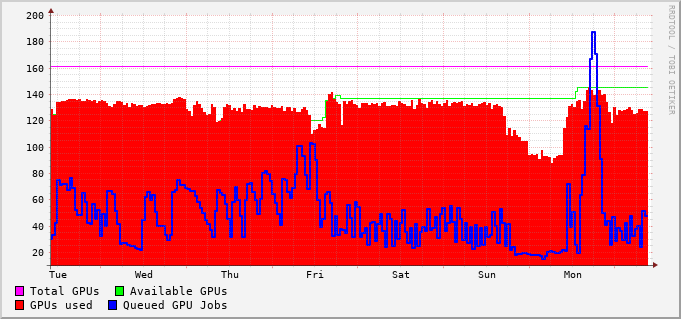 200
180
160
140
120
100
80
60
40
20
Tue Wed Thu Fri Sat Sun Mon
Total GPUs Available GPUs
GPUs used Queued GPU Jobs
RRDTOOL / TOBI OETIKER